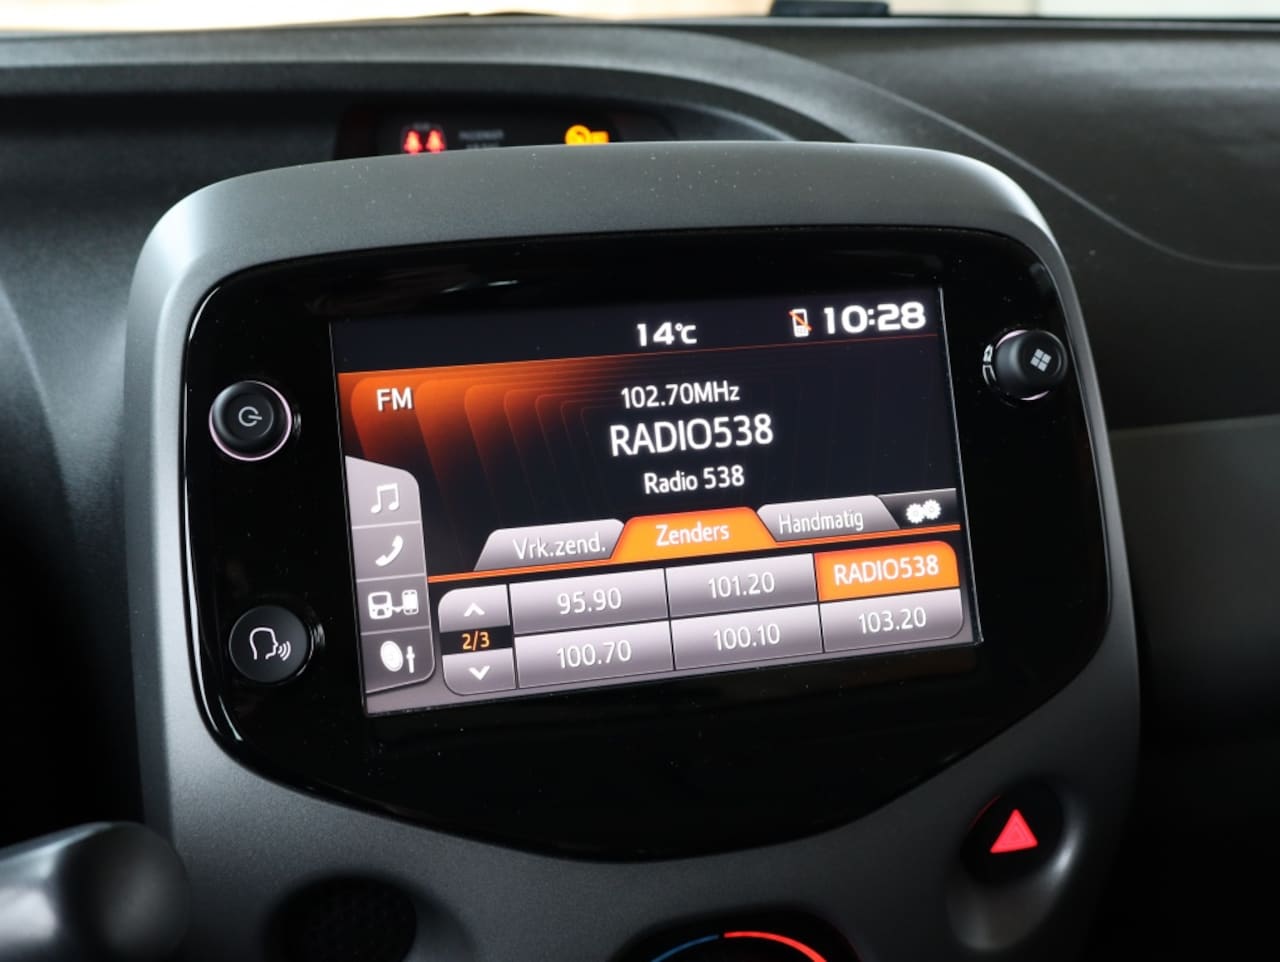 14°C 10:28
FM
102.70MHz
RADIO538
Radio 538
Vrk.zend. Zenders Handmatig
95.90 101.20 RADIO538
2/3
100.70 100.10 103.20